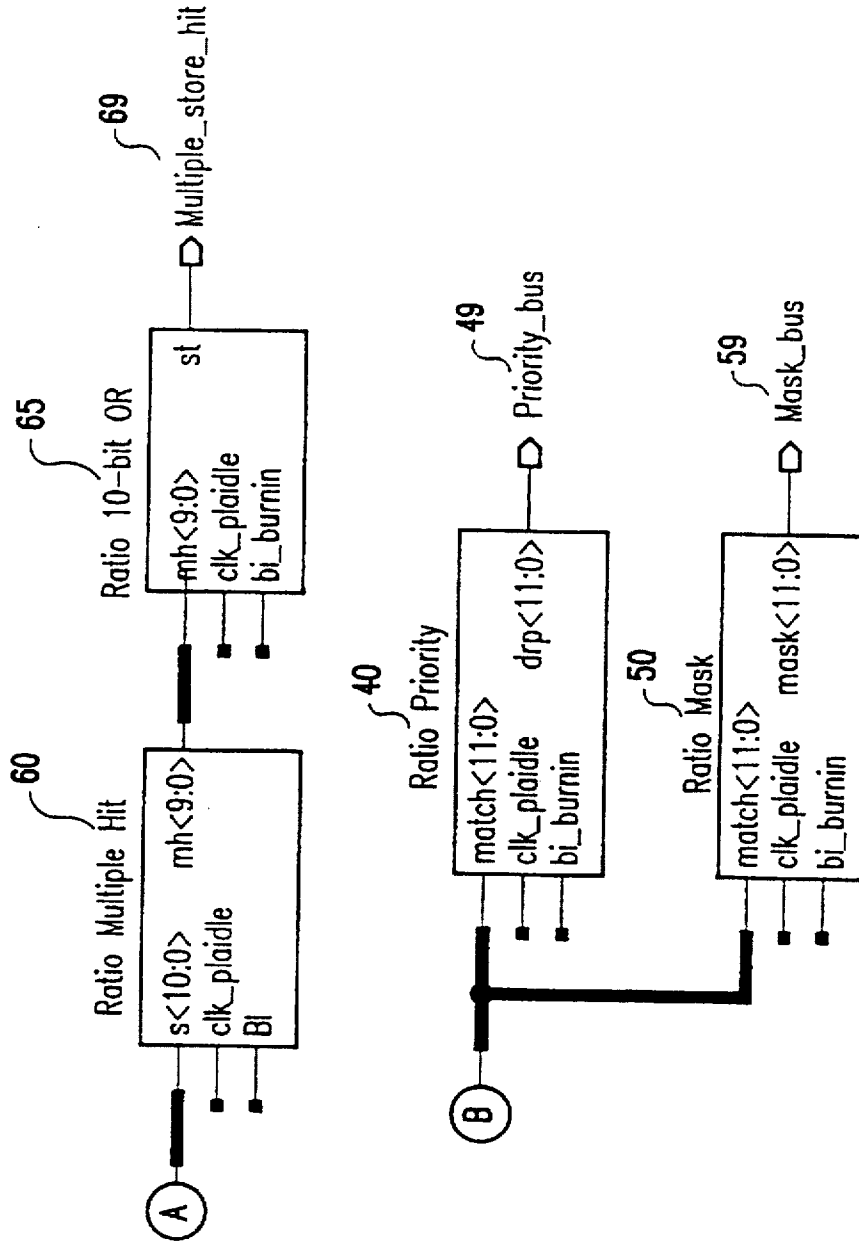 60
Ratio Multiple Hit
A
s<10:0>
mh<9:0>
clk_plaidle
BI
65
Ratio 10-bit OR
mh<9:0>
st
clk_plaidle
bi_burnin
69
Multiple_store_hit
40
Ratio Priority
B
match<11:0>
clk_plaidle
bi_burnin
drp<11:0>
49
Priority_bus
50
Ratio Mask
match<11:0>
clk_plaidle
bi_burnin
mask<11:0>
59
Mask_bus